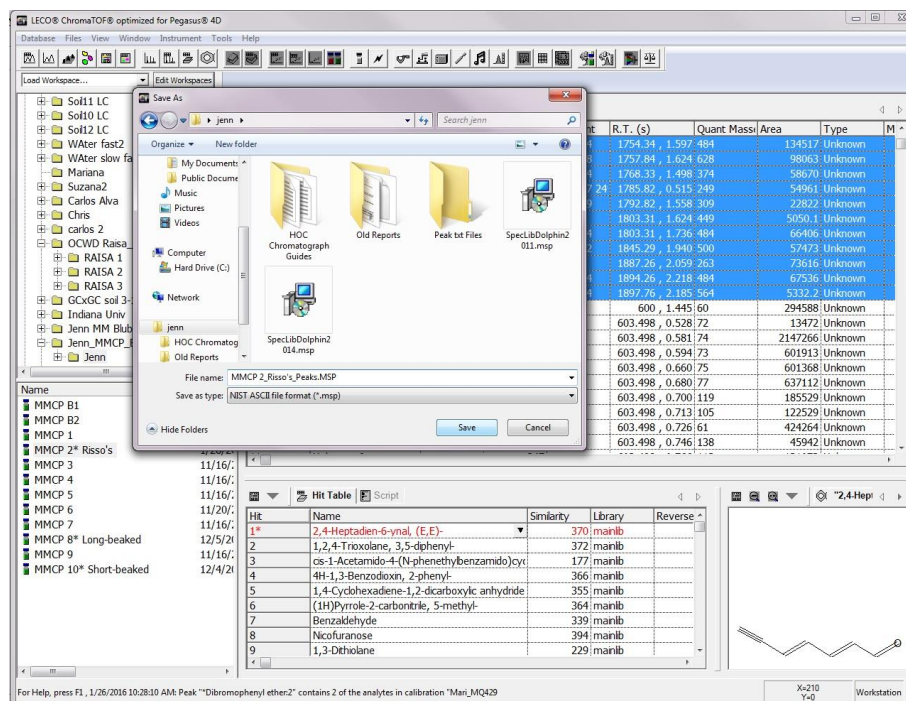 LECO® ChromaTOF® optimized for Pegasus® 4D
Database Files View Window Instrument Tools Help
Load Workspace... Edit Workspaces
Soil11 LC
Soil10 LC
Soil12 LC
WAter fast2
WAter slow fa
Mariana
Suzana2
Carlos Alva
Chris
carlos 2
OCWD Raisa_
RAISA 1
RAISA 2
RAISA 3
GCxGC soil 3-
Indiana Univ
Jenn MM Blub
Jenn_MMCP_
Jenn
Save As
jenn
Search jenn
Organize New folder
My Documents
Public Docume
Music
Pictures
Videos
Computer
Hard Drive (C:)
Network
jenn
HOC Chromatog
Old Reports
HOC Chromatograph Guides
Old Reports
Peak txt Files
SpecLibDolphin2011.msp
SpecLibDolphin2014.msp
File name: MMCP 2_Risso's_Peaks.MSP
Save as type: NIST ASCII file format (*.msp)
Hide Folders Save Cancel
R.T. (s) Quant Masse Area Type M
1754.34 , 1.597 484 134517 Unknown
1757.84 , 1.624 628 98063 Unknown
1768.33 , 1.498 374 58670 Unknown
1785.82 , 0.515 249 54961 Unknown
1792.82 , 1.558 309 22822 Unknown
1803.31 , 1.624 449 5050.1 Unknown
1803.31 , 1.736 484 66406 Unknown
1845.29 , 1.940 500 57473 Unknown
1887.26 , 2.059 263 73616 Unknown
1894.26 , 2.218 484 67536 Unknown
1897.76 , 2.185 564 5332.2 Unknown
600 , 1.445 60 294588 Unknown
603.498 , 0.528 72 13472 Unknown
603.498 , 0.581 74 2147266 Unknown
603.498 , 0.594 73 601913 Unknown
603.498 , 0.660 75 601368 Unknown
603.498 , 0.680 77 637112 Unknown
603.498 , 0.700 119 185529 Unknown
603.498 , 0.713 105 122529 Unknown
603.498 , 0.726 61 424264 Unknown
603.498 , 0.746 138 45942 Unknown
Name
MMCP B1
MMCP B2
MMCP 1
MMCP 2* Risso's
MMCP 3 11/16/
MMCP 4 11/16/
MMCP 5 11/16/
MMCP 6 11/20/
MMCP 7 11/16/
MMCP 8* Long-beaked 12/5/2
MMCP 9 11/16/
MMCP 10* Short-beaked 12/4/2
Hit Table Script
Hit Name Similarity Library Reverse
1* 2,4-Heptadien-6-ynal, (E,E)- 370 mainlib
2 1,2,4-Trioxolane, 3,5-diphenyl- 372 mainlib
3 cis-1-Acetamido-4-(N-phenethylbenzamido)cyc 177 mainlib
4 4H-1,3-Benzodioxin, 2-phenyl- 366 mainlib
5 1,4-Cyclohexadiene-1,2-dicarboxylic anhydride 355 mainlib
6 (1H)Pyrrole-2-carbonitrile, 5-methyl- 364 mainlib
7 Benzaldehyde 339 mainlib
8 Nicofuranose 394 mainlib
9 1,3-Dithiolane 229 mainlib
"2,4-Hept
For Help, press F1 , 1/26/2016 10:28:10 AM: Peak "*Dibromophenyl ether:2" contains 2 of the analytes in calibration "Mari_MQ429
X=210
Y=0
Workstation